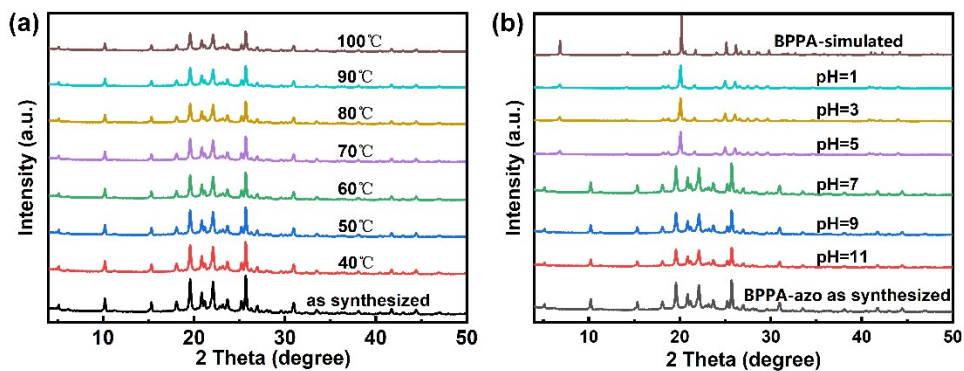 (a)
100℃
90℃
80℃
70℃
60℃
50℃
40℃
as synthesized
Intensity (a.u.)
10 20 30 40 50
2 Theta (degree)
(b)
BPPA-simulated
pH=1
pH=3
pH=5
pH=7
pH=9
pH=11
BPPA-azo as synthesized
Intensity (a.u.)
10 20 30 40 50
2 Theta (degree)